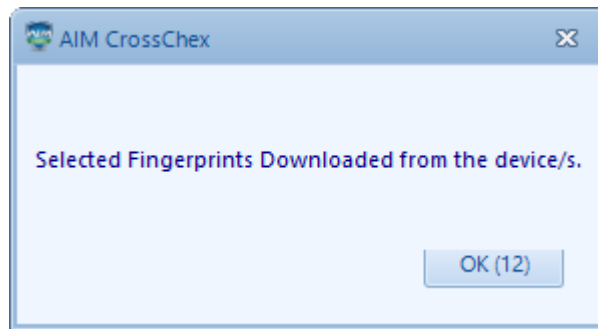 AIM CrossChex
Selected Fingerprints Downloaded from the device/s.
OK (12)